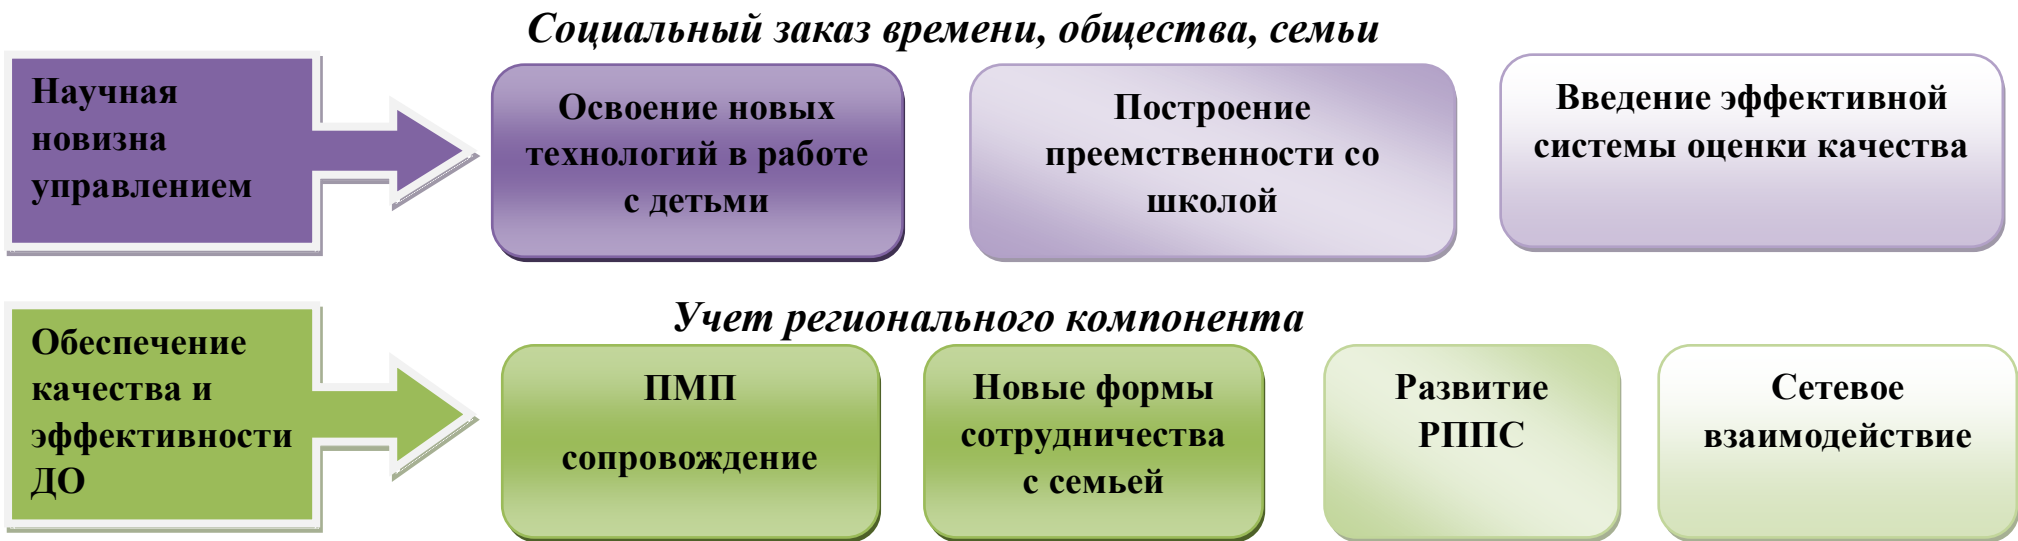 Социальный заказ времени, общества, семьи
Научная
новизна
управлением
Освоение новых
технологий в работе
с детьми
Построение
преемственности со
школой
Введение эффективной
системы оценки качества
Учет регионального компонента
Обеспечение
качества и
эффективности
ДО
ПМП
сопровождение
Новые формы
сотрудничества
с семьей
Развитие
РППС
Сетевое
взаимодействие